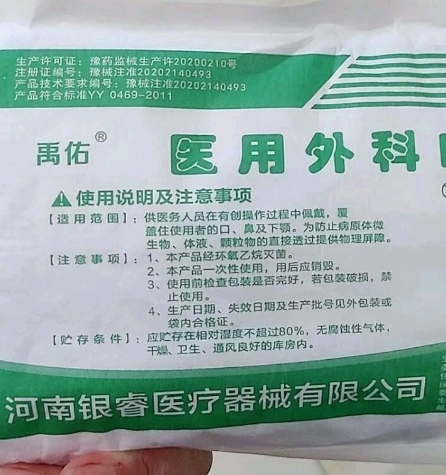 生产许可证：豫药监械生产许20200210号
注册证编号：豫械注准20202140493
产品技术要求编号：豫械注准20202140493
产品符合标准YY 0469-2011
禹佑®
医用外科
使用说明及注意事项
【适用范围】：供医务人员在有创操作过程中佩戴，覆
盖住使用者的口、鼻及下颚。为防止病原体微
生物、体液、颗粒物的直接透过提供物理屏障。
【注意事项】：1、本产品经环氧乙烷灭菌。
2、本产品一次性使用，用后应销毁。
3、使用前检查包装是否完好，若包装破损，禁
止使用。
4、生产日期、失效日期及生产批号见外包装或
袋内合格证。
【贮存条件】：应贮存在相对湿度不超过80%，无腐蚀性气体，
干燥、卫生、通风良好的库房内。
河南银睿医疗器械有限公司